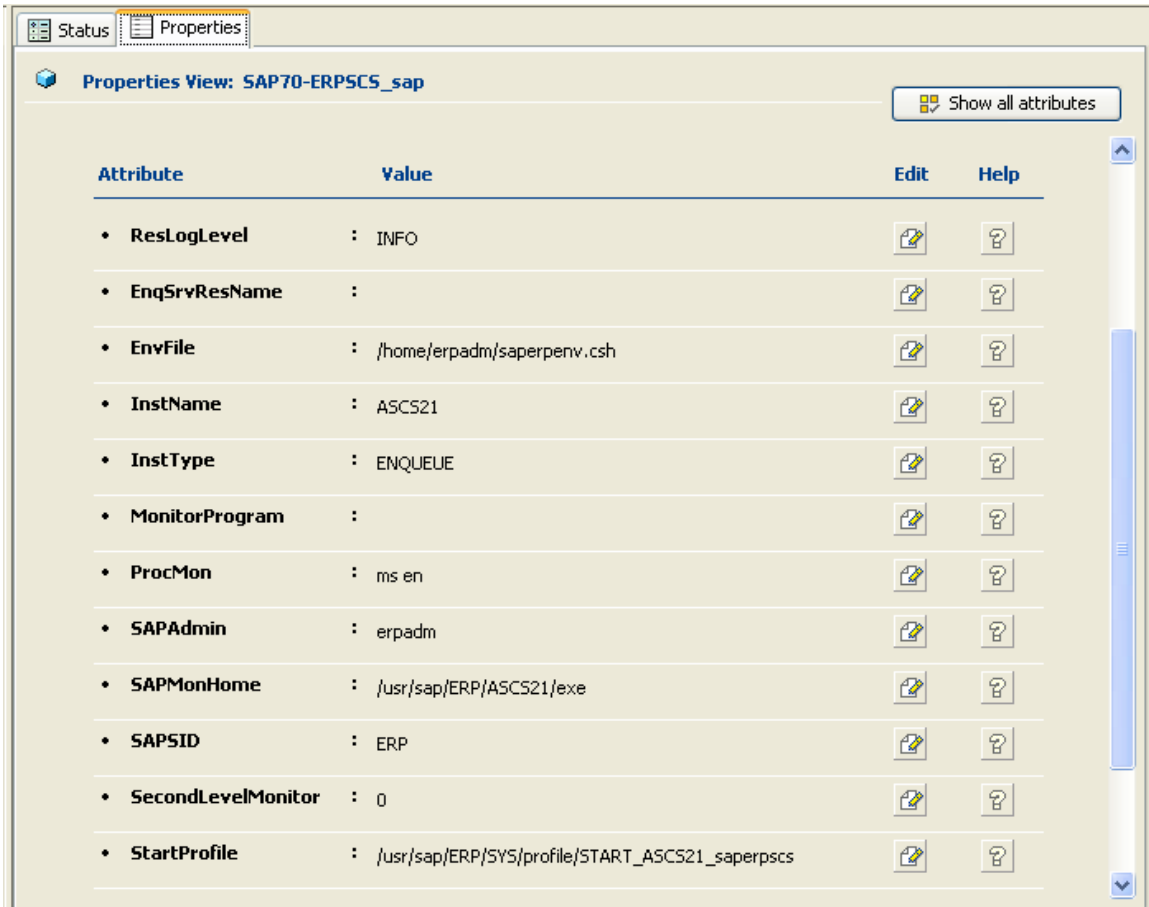 Status Properties
Properties View: SAP70-ERPSCS_sap
Show all attributes
Attribute Value Edit Help
• ResLogLevel : INFO
• EnqSrvResName :
• EnvFile : /home/erpadm/saperpenv.csh
• InstName : ASCS21
• InstType : ENQUEUE
• MonitorProgram :
• ProcMon : ms en
• SAPAdmin : erpadm
• SAPMonHome : /usr/sap/ERP/ASCS21/exe
• SAPSID : ERP
• SecondLevelMonitor : 0
• StartProfile : /usr/sap/ERP/SYS/profile/START_ASCS21_saperpscs